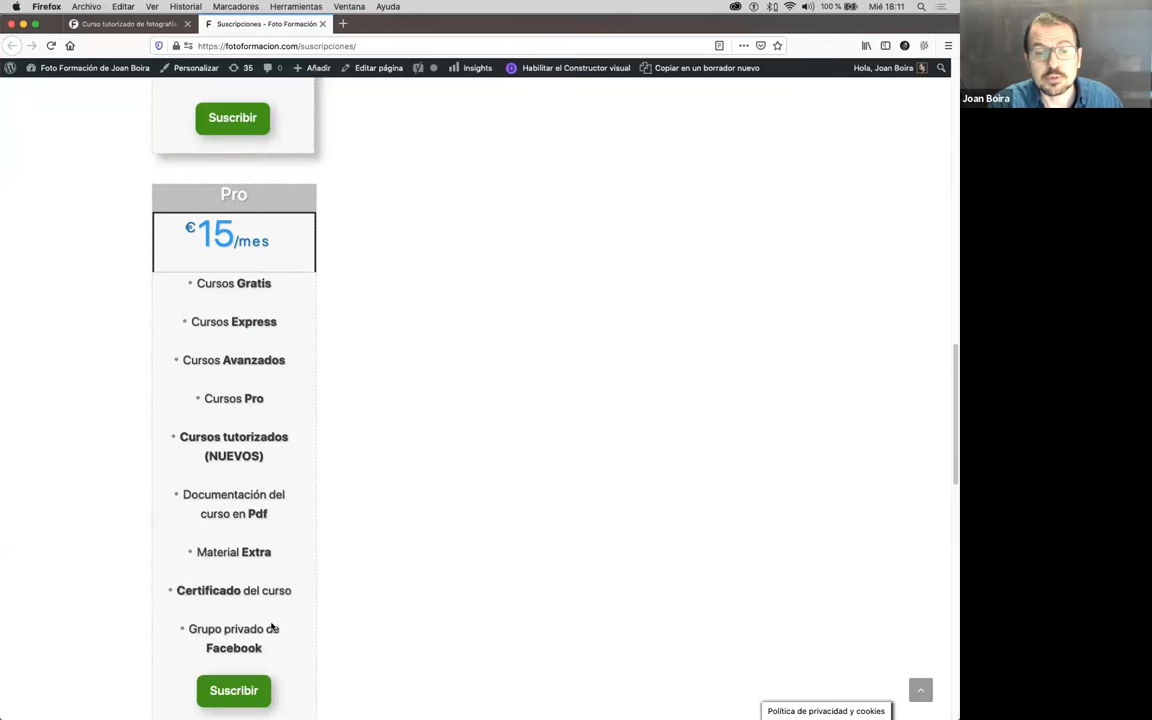 Firefox Archivo Editar Ver Historial Marcadores Herramientas Ventana Ayuda 100 % Mié 18:11
Curso tutorizado de fotografí
Suscripciones - Foto Formación
https://fotoformacion.com/suscripciones/
Foto Formación de Joan Boira Personalizar 35 0 Añadir Editar página Insights Habilitar el Constructor visual Copiar en un borrador nuevo Hola, Joan Boira
Joan Boira
Suscribir
Pro
€15/mes
• Cursos Gratis
• Cursos Express
• Cursos Avanzados
• Cursos Pro
• Cursos tutorizados
(NUEVOS)
• Documentación del
curso en Pdf
• Material Extra
• Certificado del curso
• Grupo privado de
Facebook
Suscribir
Política de privacidad y cookies